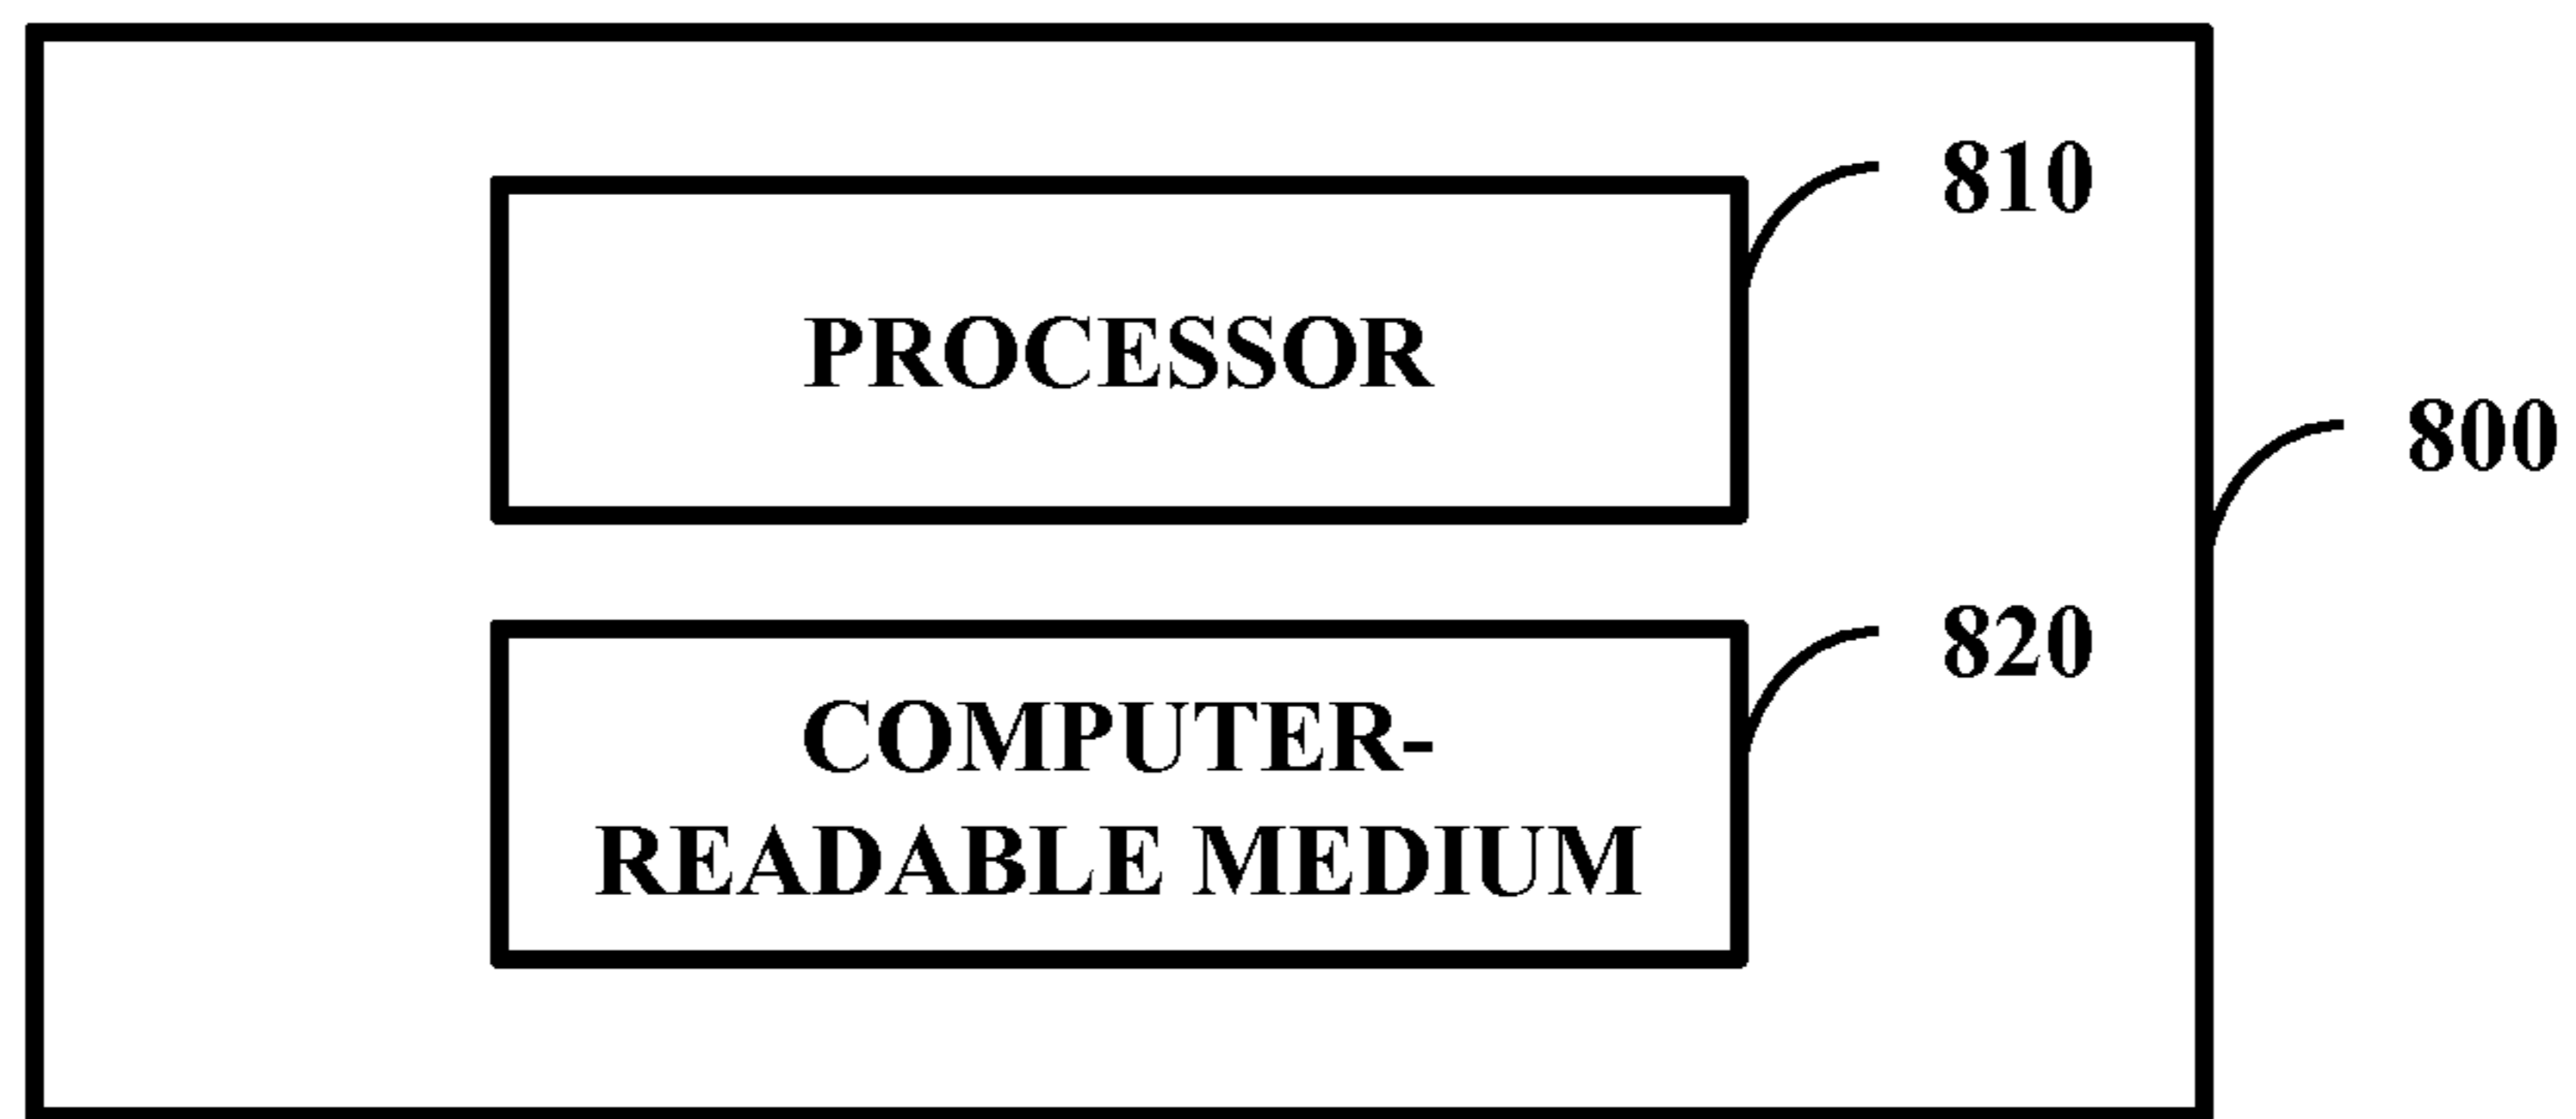 810
PROCESSOR
800
820
COMPUTER-
READABLE MEDIUM